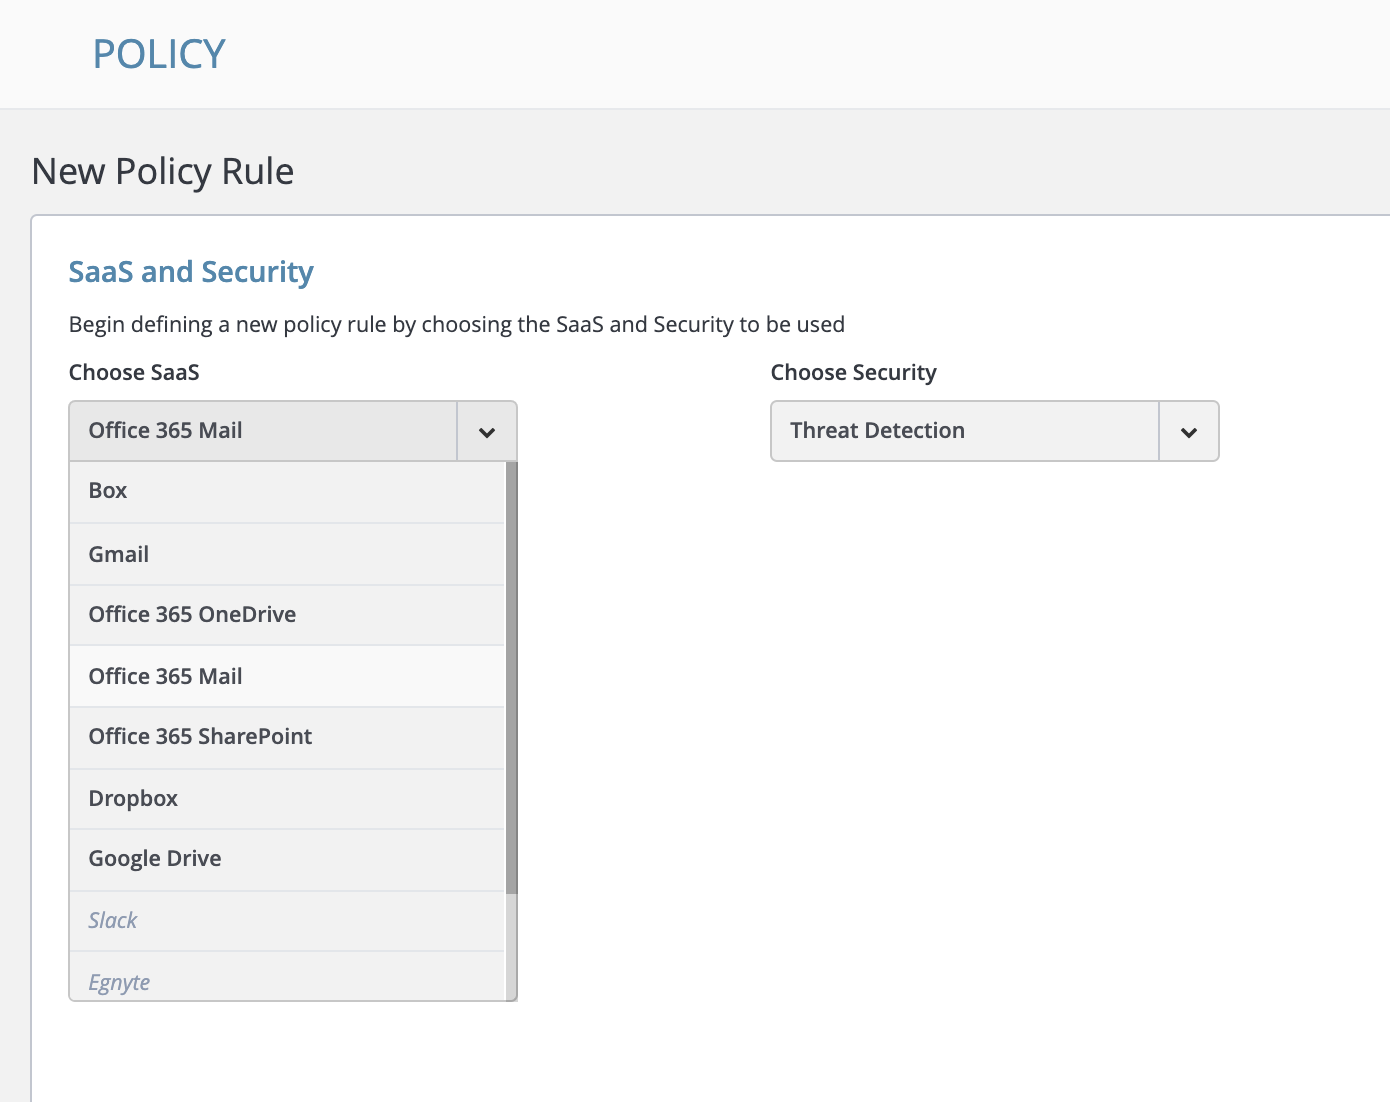 POLICY
New Policy Rule
SaaS and Security
Begin defining a new policy rule by choosing the SaaS and Security to be used
Choose SaaS
Choose Security
Office 365 Mail
Threat Detection
Box
Gmail
Office 365 OneDrive
Office 365 Mail
Office 365 SharePoint
Dropbox
Google Drive
Slack
Egnyte